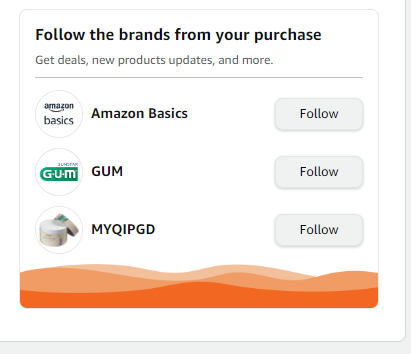 Follow the brands from your purchase
Get deals, new products updates, and more.
amazon
basics
Amazon Basics
Follow
SUNSTAR
G·U·M
GUM
Follow
MYQIPGD
Follow